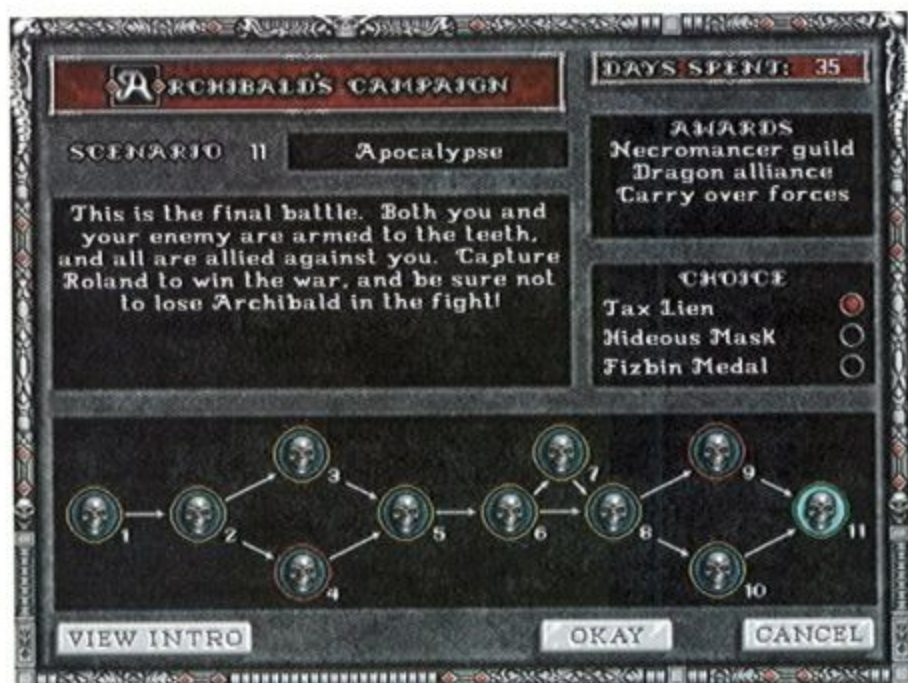 ARCHIBALD'S CAMPAIGN
DAYS SPENT: 35
SCENARIO 11 Apocalypse
AWARDS
Necromancer guild
Dragon alliance
Carry over forces
This is the final battle. Both you and
your enemy are armed to the teeth,
and all are allied against you. Capture
Roland to win the war, and be sure not
to lose Archibald in the fight!
CHOICE
Tax Lien
Hideous Mask
Fizbin Medal
1
2
3
4
5
6
7
8
9
10
11
VIEW INTRO
OKAY
CANCEL